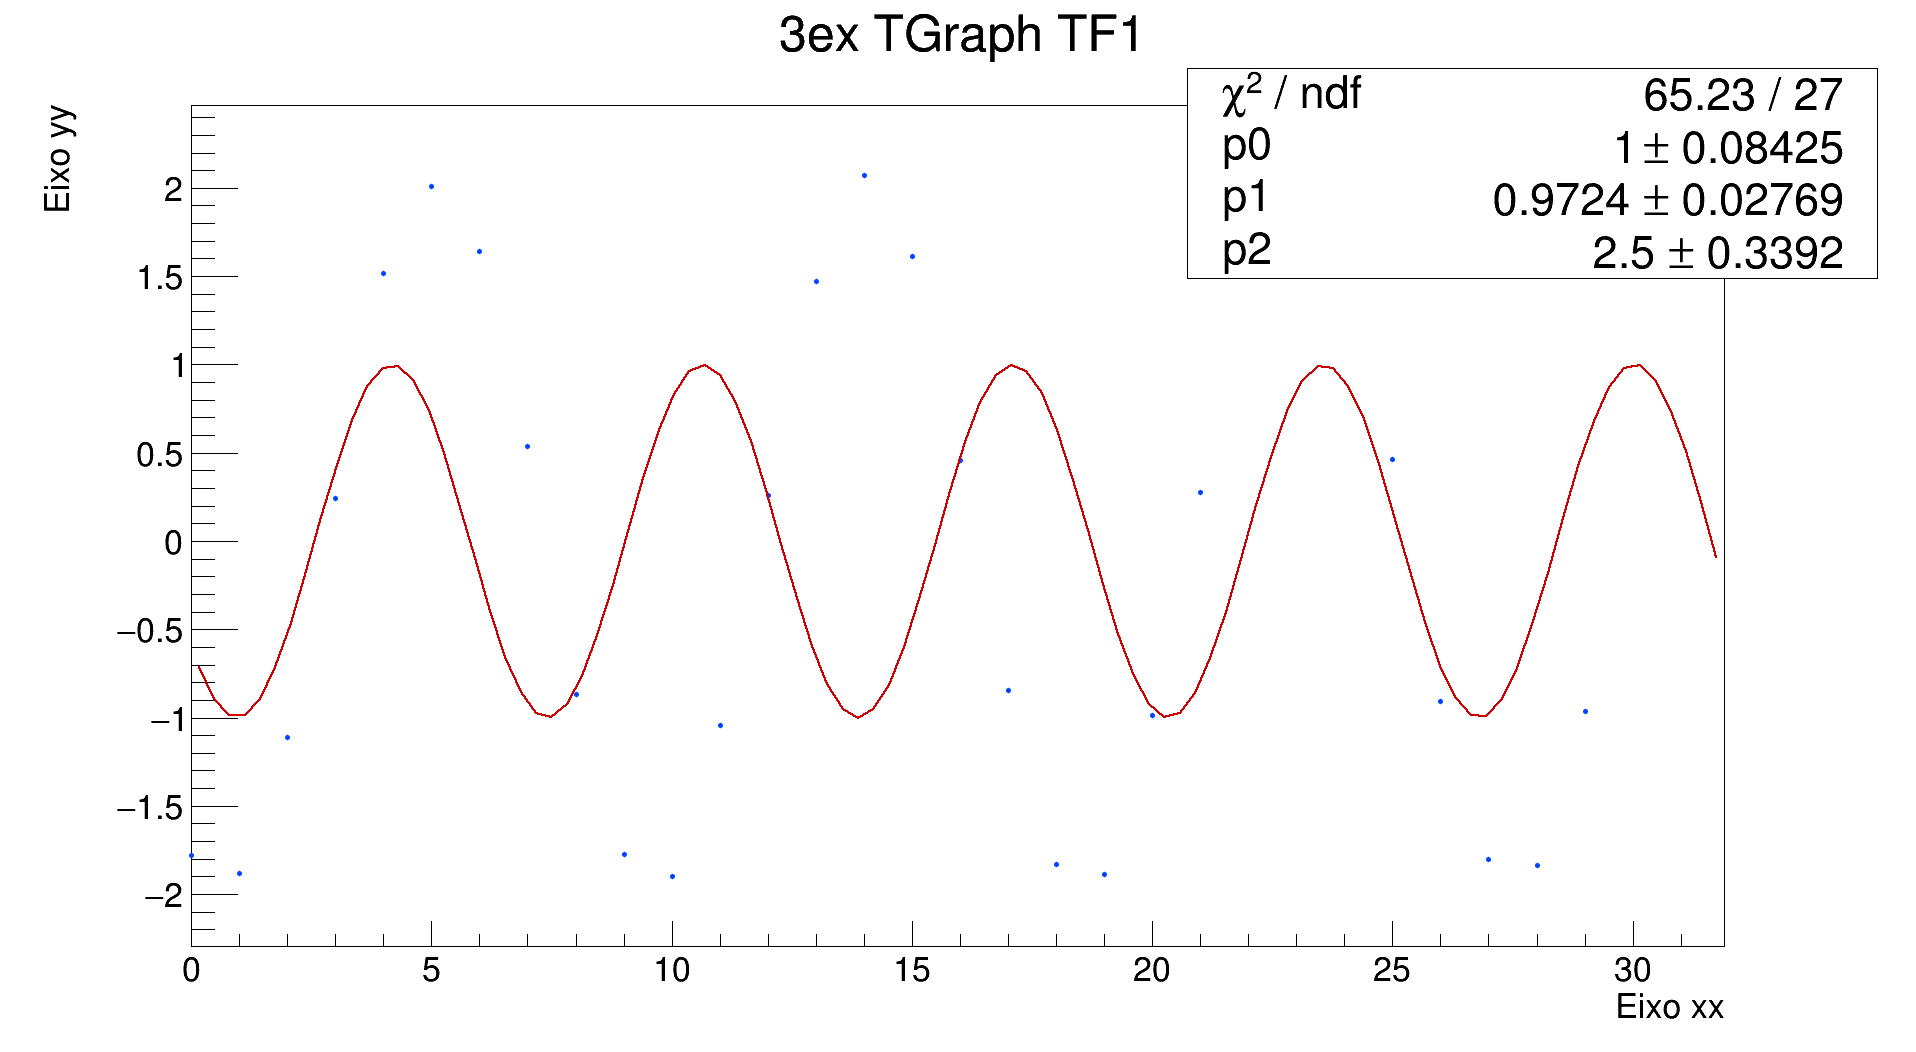 3ex TGraph TF1
χ² / ndf 65.23 / 27
p0 1 ± 0.08425
p1 0.9724 ± 0.02769
p2 2.5 ± 0.3392
Eixo yy
2
1.5
1
0.5
0
−0.5
−1
−1.5
−2
0 5 10 15 20 25 30
Eixo xx